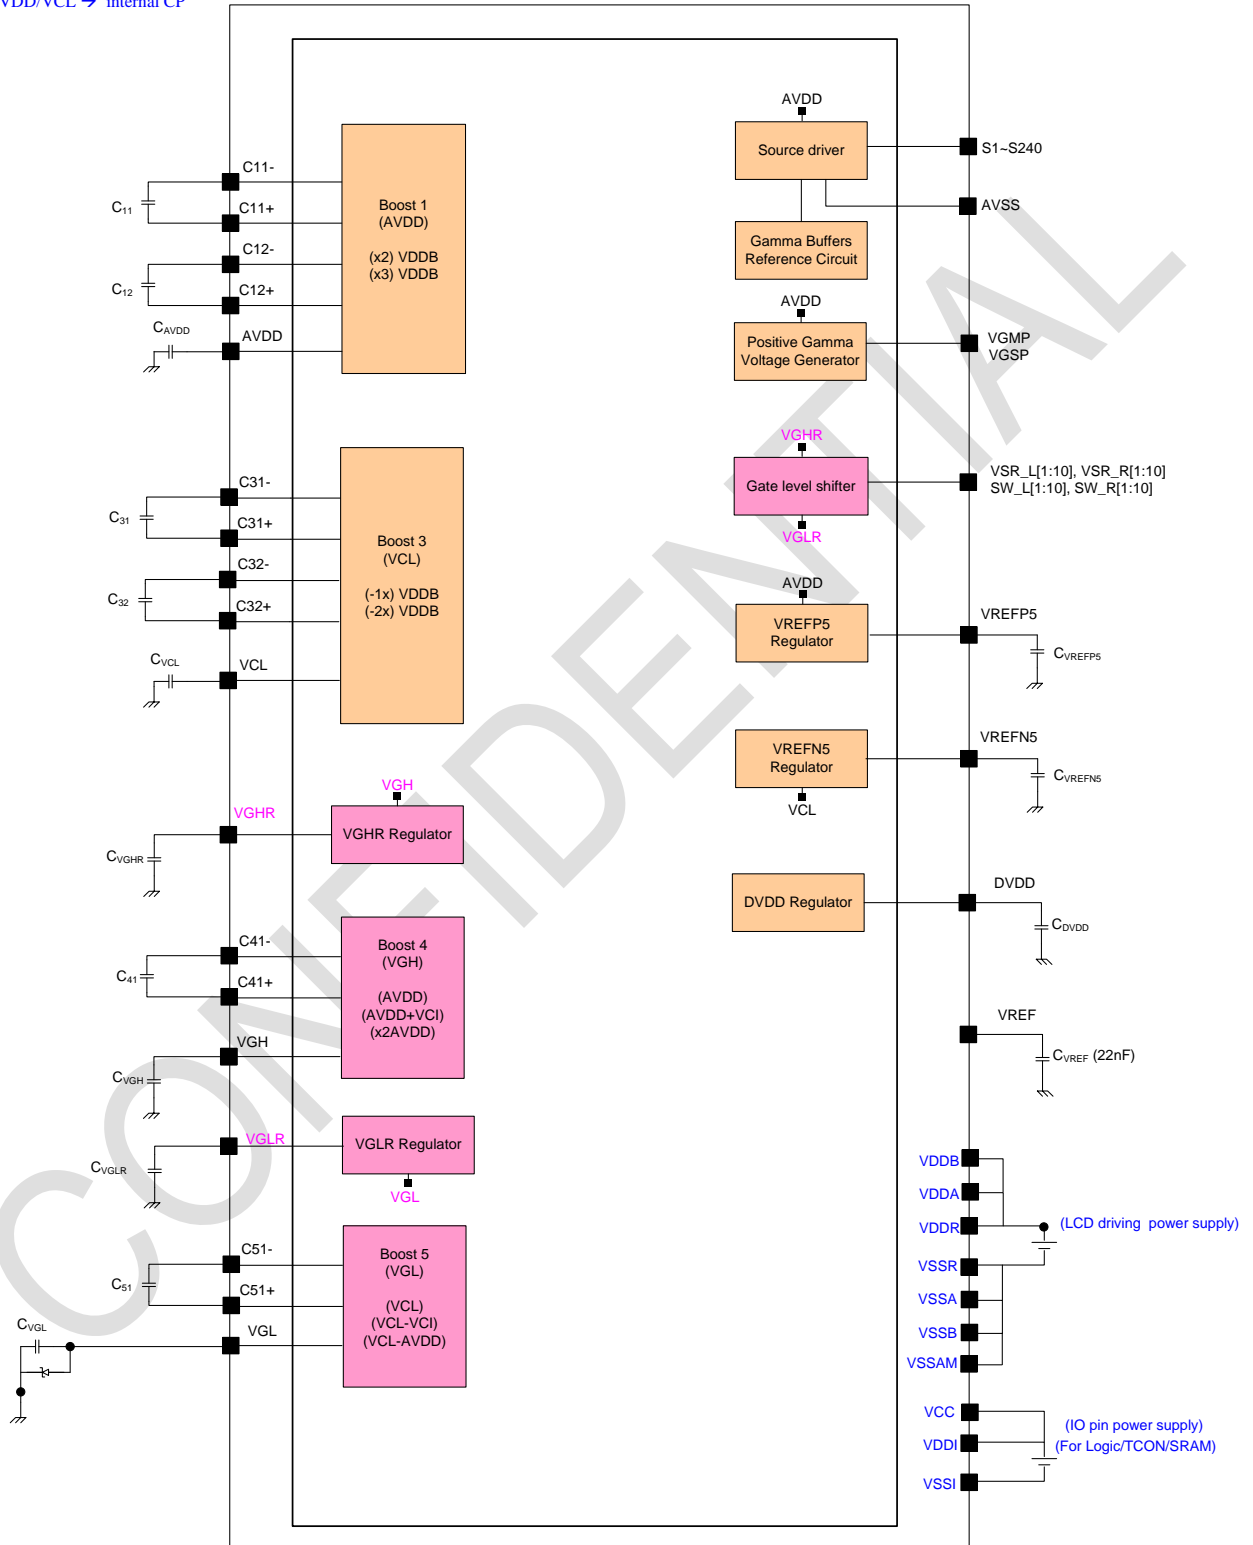 VDD/VCL → internal CP
C11-
C11
C11+
C12-
C12
C12+
CAVDD
AVDD
Boost 1
(AVDD)
(x2) VDDB
(x3) VDDB
C31-
C31
C31+
C32-
C32
C32+
CVCL
VCL
Boost 3
(VCL)
(-1x) VDDB
(-2x) VDDB
VGH
VGHR
VGHR Regulator
CVGHR
C41-
C41
C41+
VGH
CVGH
Boost 4
(VGH)
(AVDD)
(AVDD+VCI)
(x2AVDD)
VGLR
CVGLR
VGLR Regulator
VGL
C51-
C51
C51+
CVGL
VGL
Boost 5
(VGL)
(VCL)
(VCL-VCI)
(VCL-AVDD)
AVDD
Source driver
S1~S240
AVSS
Gamma Buffers
Reference Circuit
AVDD
Positive Gamma
Voltage Generator
VGMP
VGSP
VGHR
Gate level shifter
VGLR
VSR_L[1:10], VSR_R[1:10]
SW_L[1:10], SW_R[1:10]
AVDD
VREFP5
Regulator
VREFP5
CVREFP5
VREFN5
Regulator
VCL
VREFN5
CVREFN5
DVDD Regulator
DVDD
CDVDD
VREF
CVREF (22nF)
VDDB
VDDA
VDDR
(LCD driving power supply)
VSSR
VSSA
VSSB
VSSAM
VCC
(IO pin power supply)
VDDI
(For Logic/TCON/SRAM)
VSSI
CONFIDENTIAL